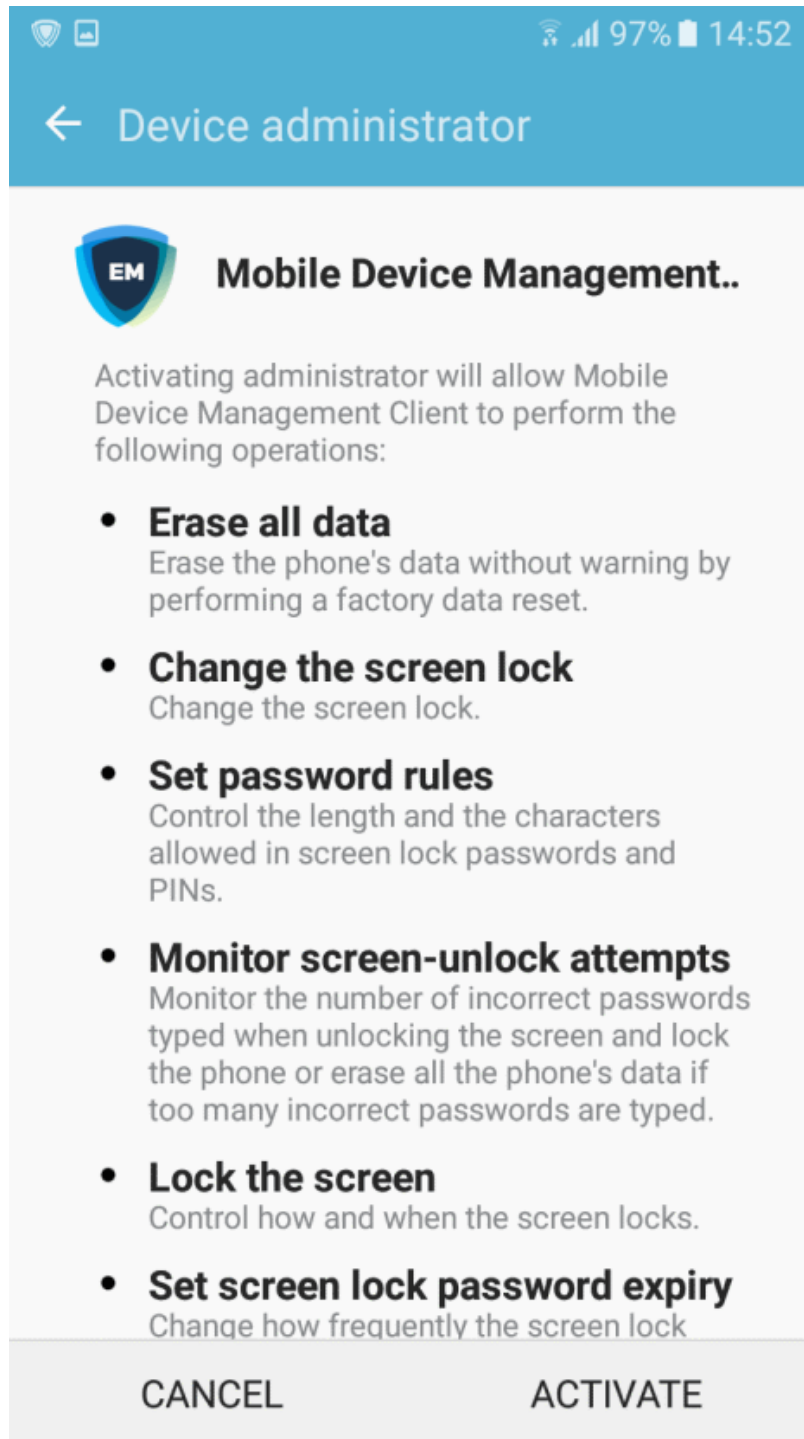 97% 14:52
Device administrator
EM
Mobile Device Management..
Activating administrator will allow Mobile
Device Management Client to perform the
following operations:
• Erase all data
Erase the phone's data without warning by
performing a factory data reset.
• Change the screen lock
Change the screen lock.
• Set password rules
Control the length and the characters
allowed in screen lock passwords and
PINs.
• Monitor screen-unlock attempts
Monitor the number of incorrect passwords
typed when unlocking the screen and lock
the phone or erase all the phone's data if
too many incorrect passwords are typed.
• Lock the screen
Control how and when the screen locks.
• Set screen lock password expiry
Change how frequently the screen lock
CANCEL ACTIVATE